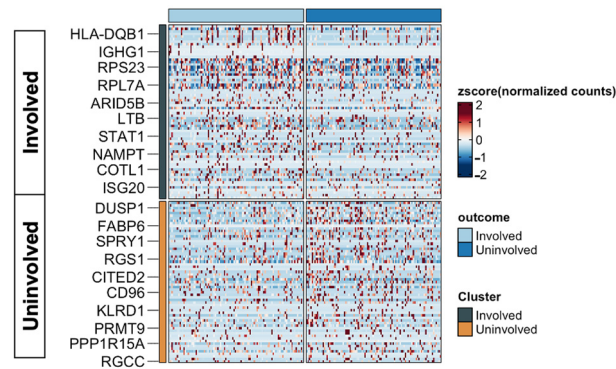 HLA-DQB1
IGHG1
RPS23
RPL7A
ARID5B
LTB
STAT1
NAMPT
COTL1
ISG20
Involved
DUSP1
FABP6
SPRY1
RGS1
CITED2
CD96
KLRD1
PRMT9
PPP1R15A
RGCC
Uninvolved
zscore(normalized counts)
2
1
0
-1
-2
outcome
Involved
Uninvolved
Cluster
Involved
Uninvolved